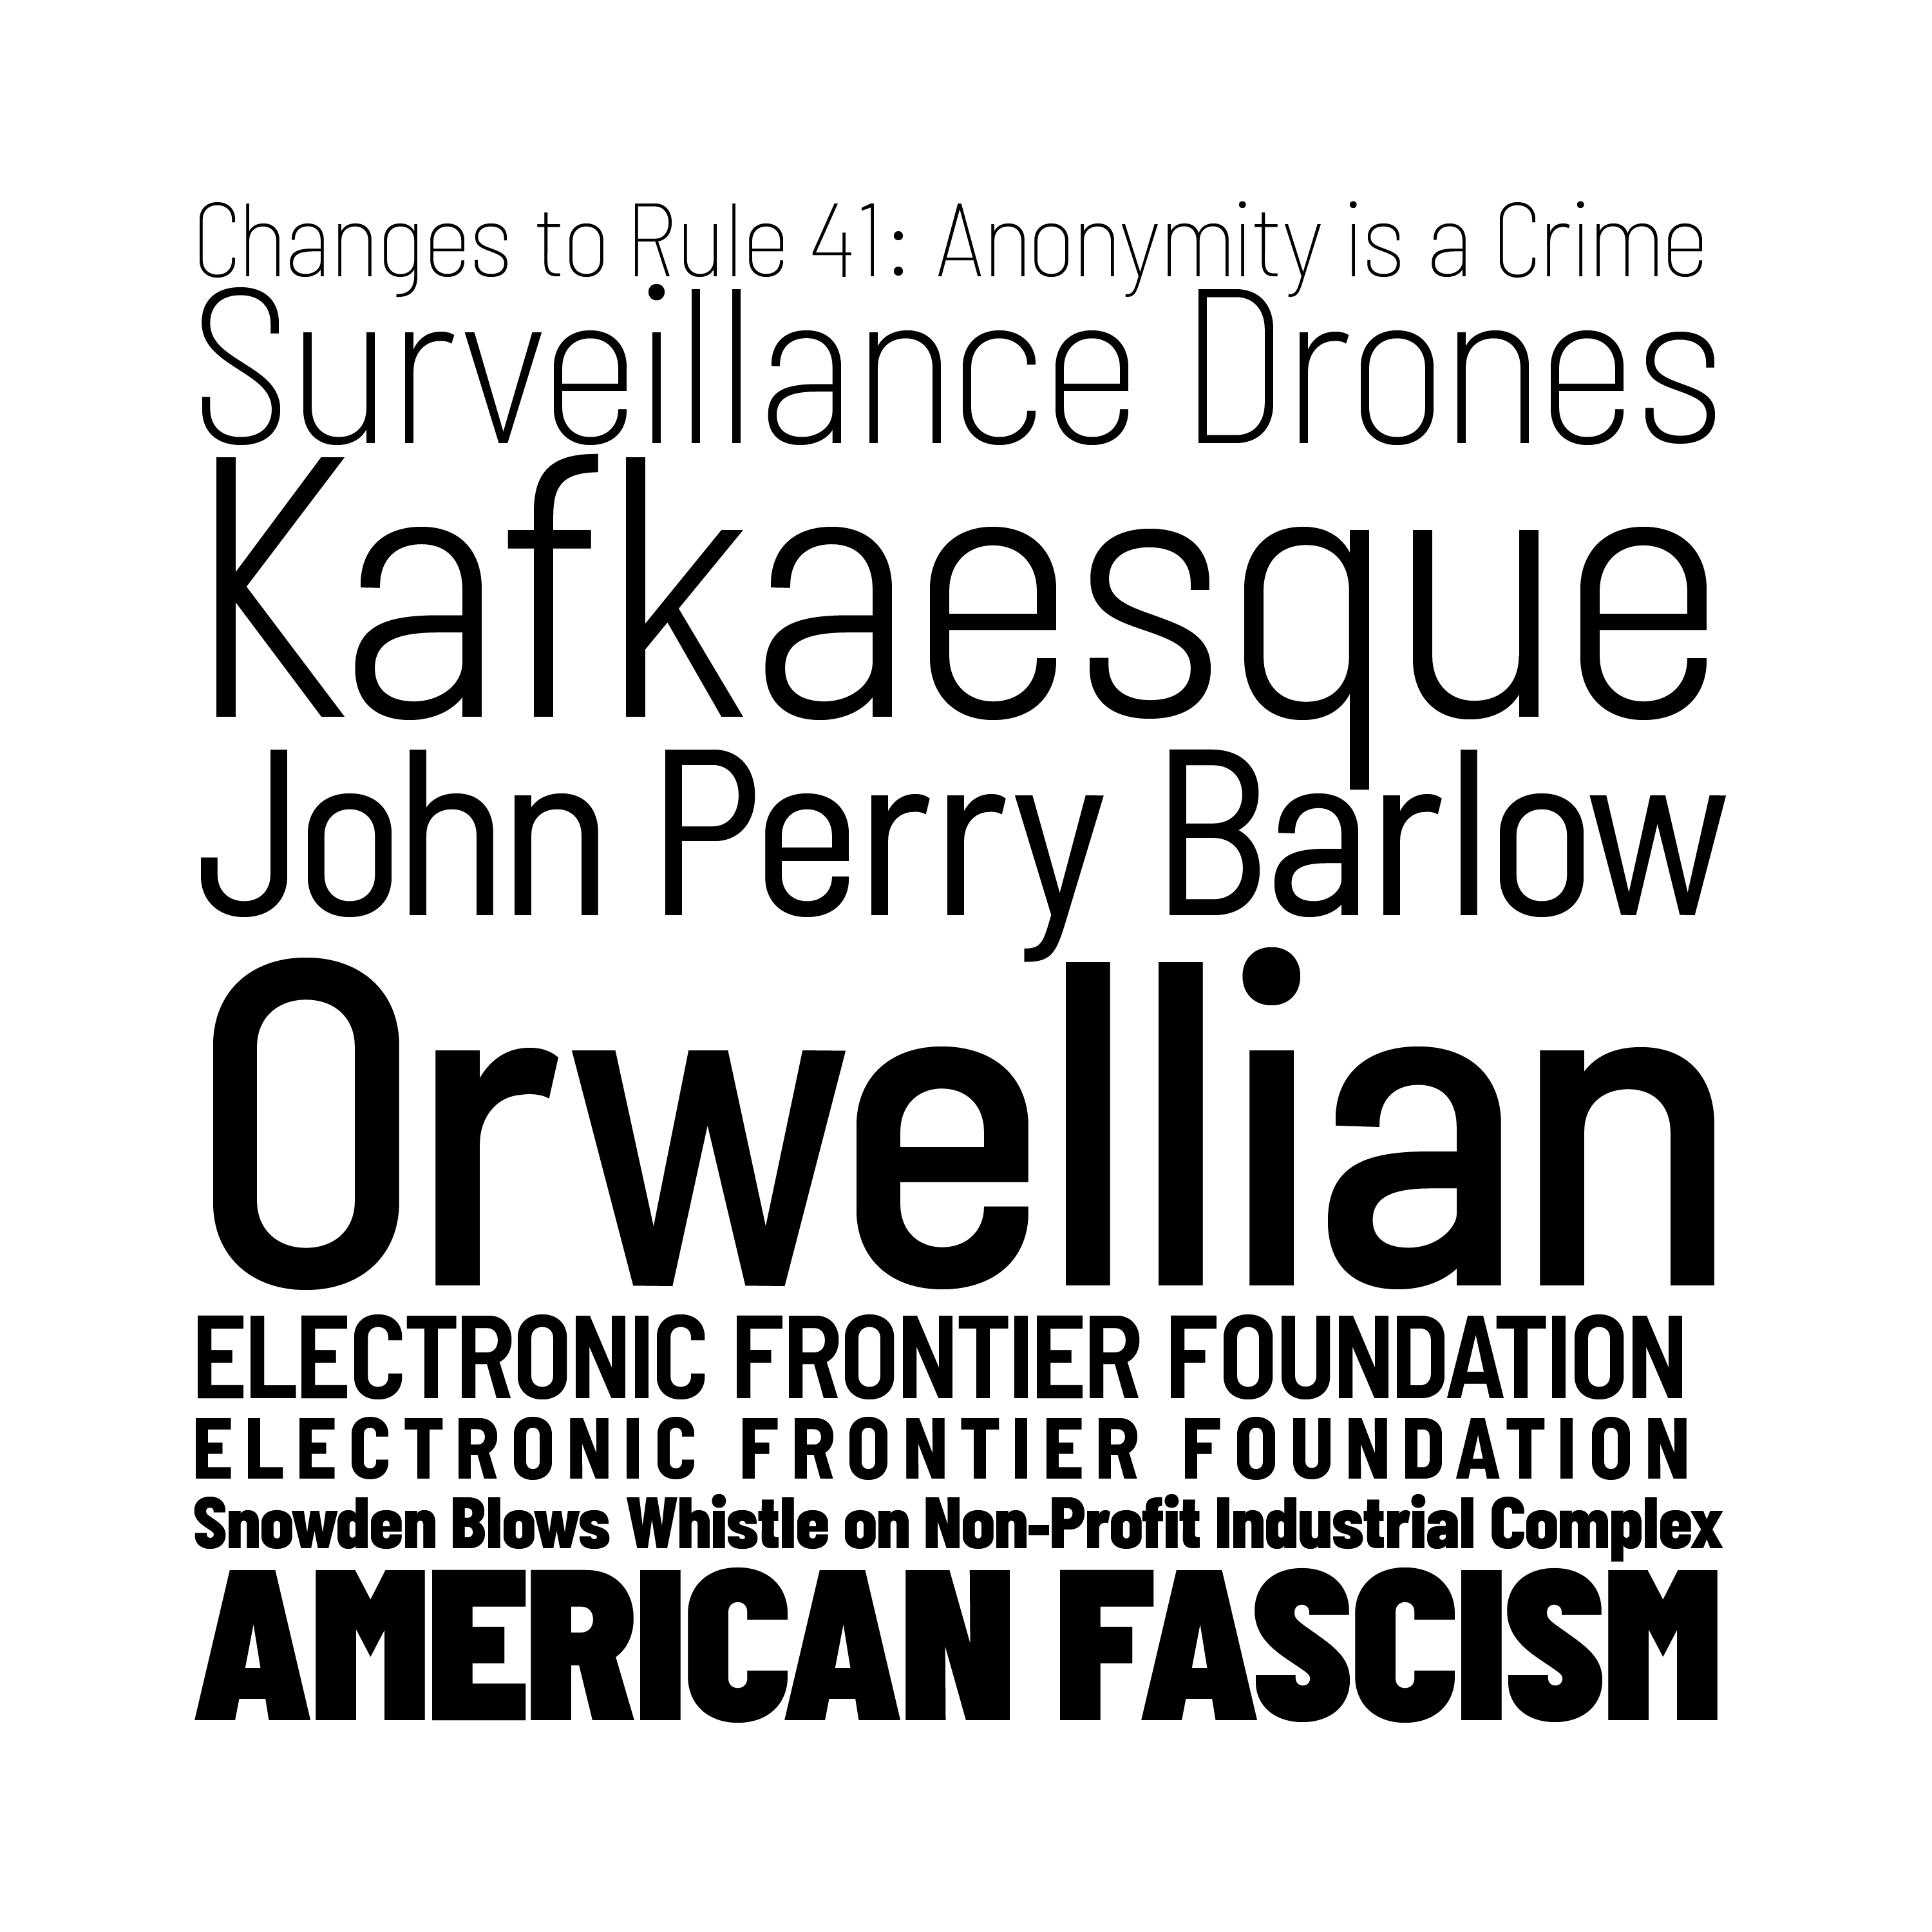 Changes to Rule 41: Anonymity is a Crime
Surveillance Drones
Kafkaesque
John Perry Barlow
Orwellian
ELECTRONIC FRONTIER FOUNDATION
ELECTRONIC FRONTIER FOUNDATION
Snowden Blows Whistle on Non-Profit Industrial Complex
AMERICAN FASCISM